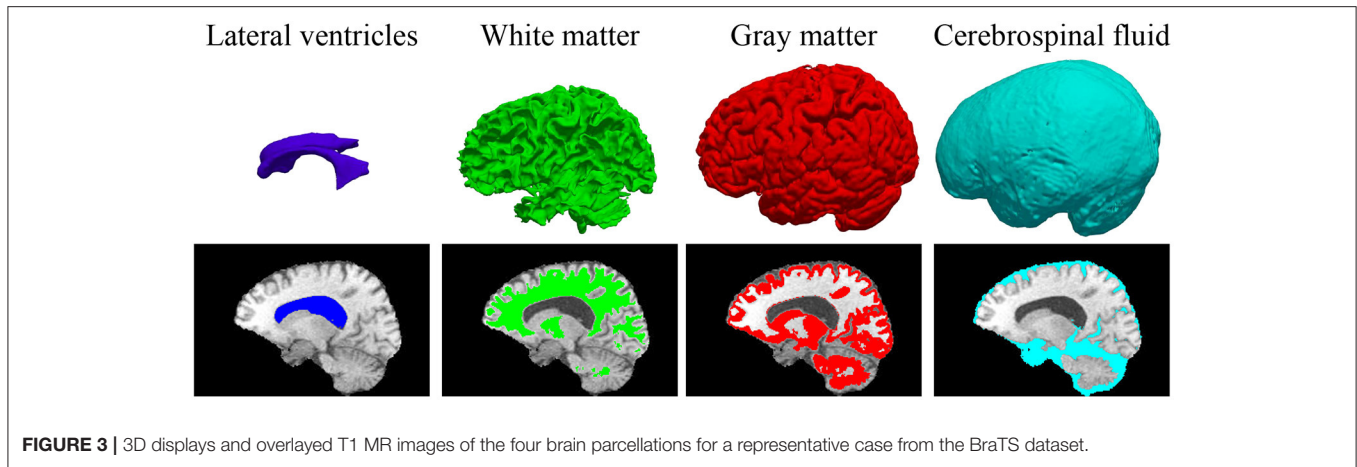 Lateral ventricles White matter Gray matter Cerebrospinal fluid
FIGURE 3 | 3D displays and overlayed T1 MR images of the four brain parcellations for a representative case from the BraTS dataset.